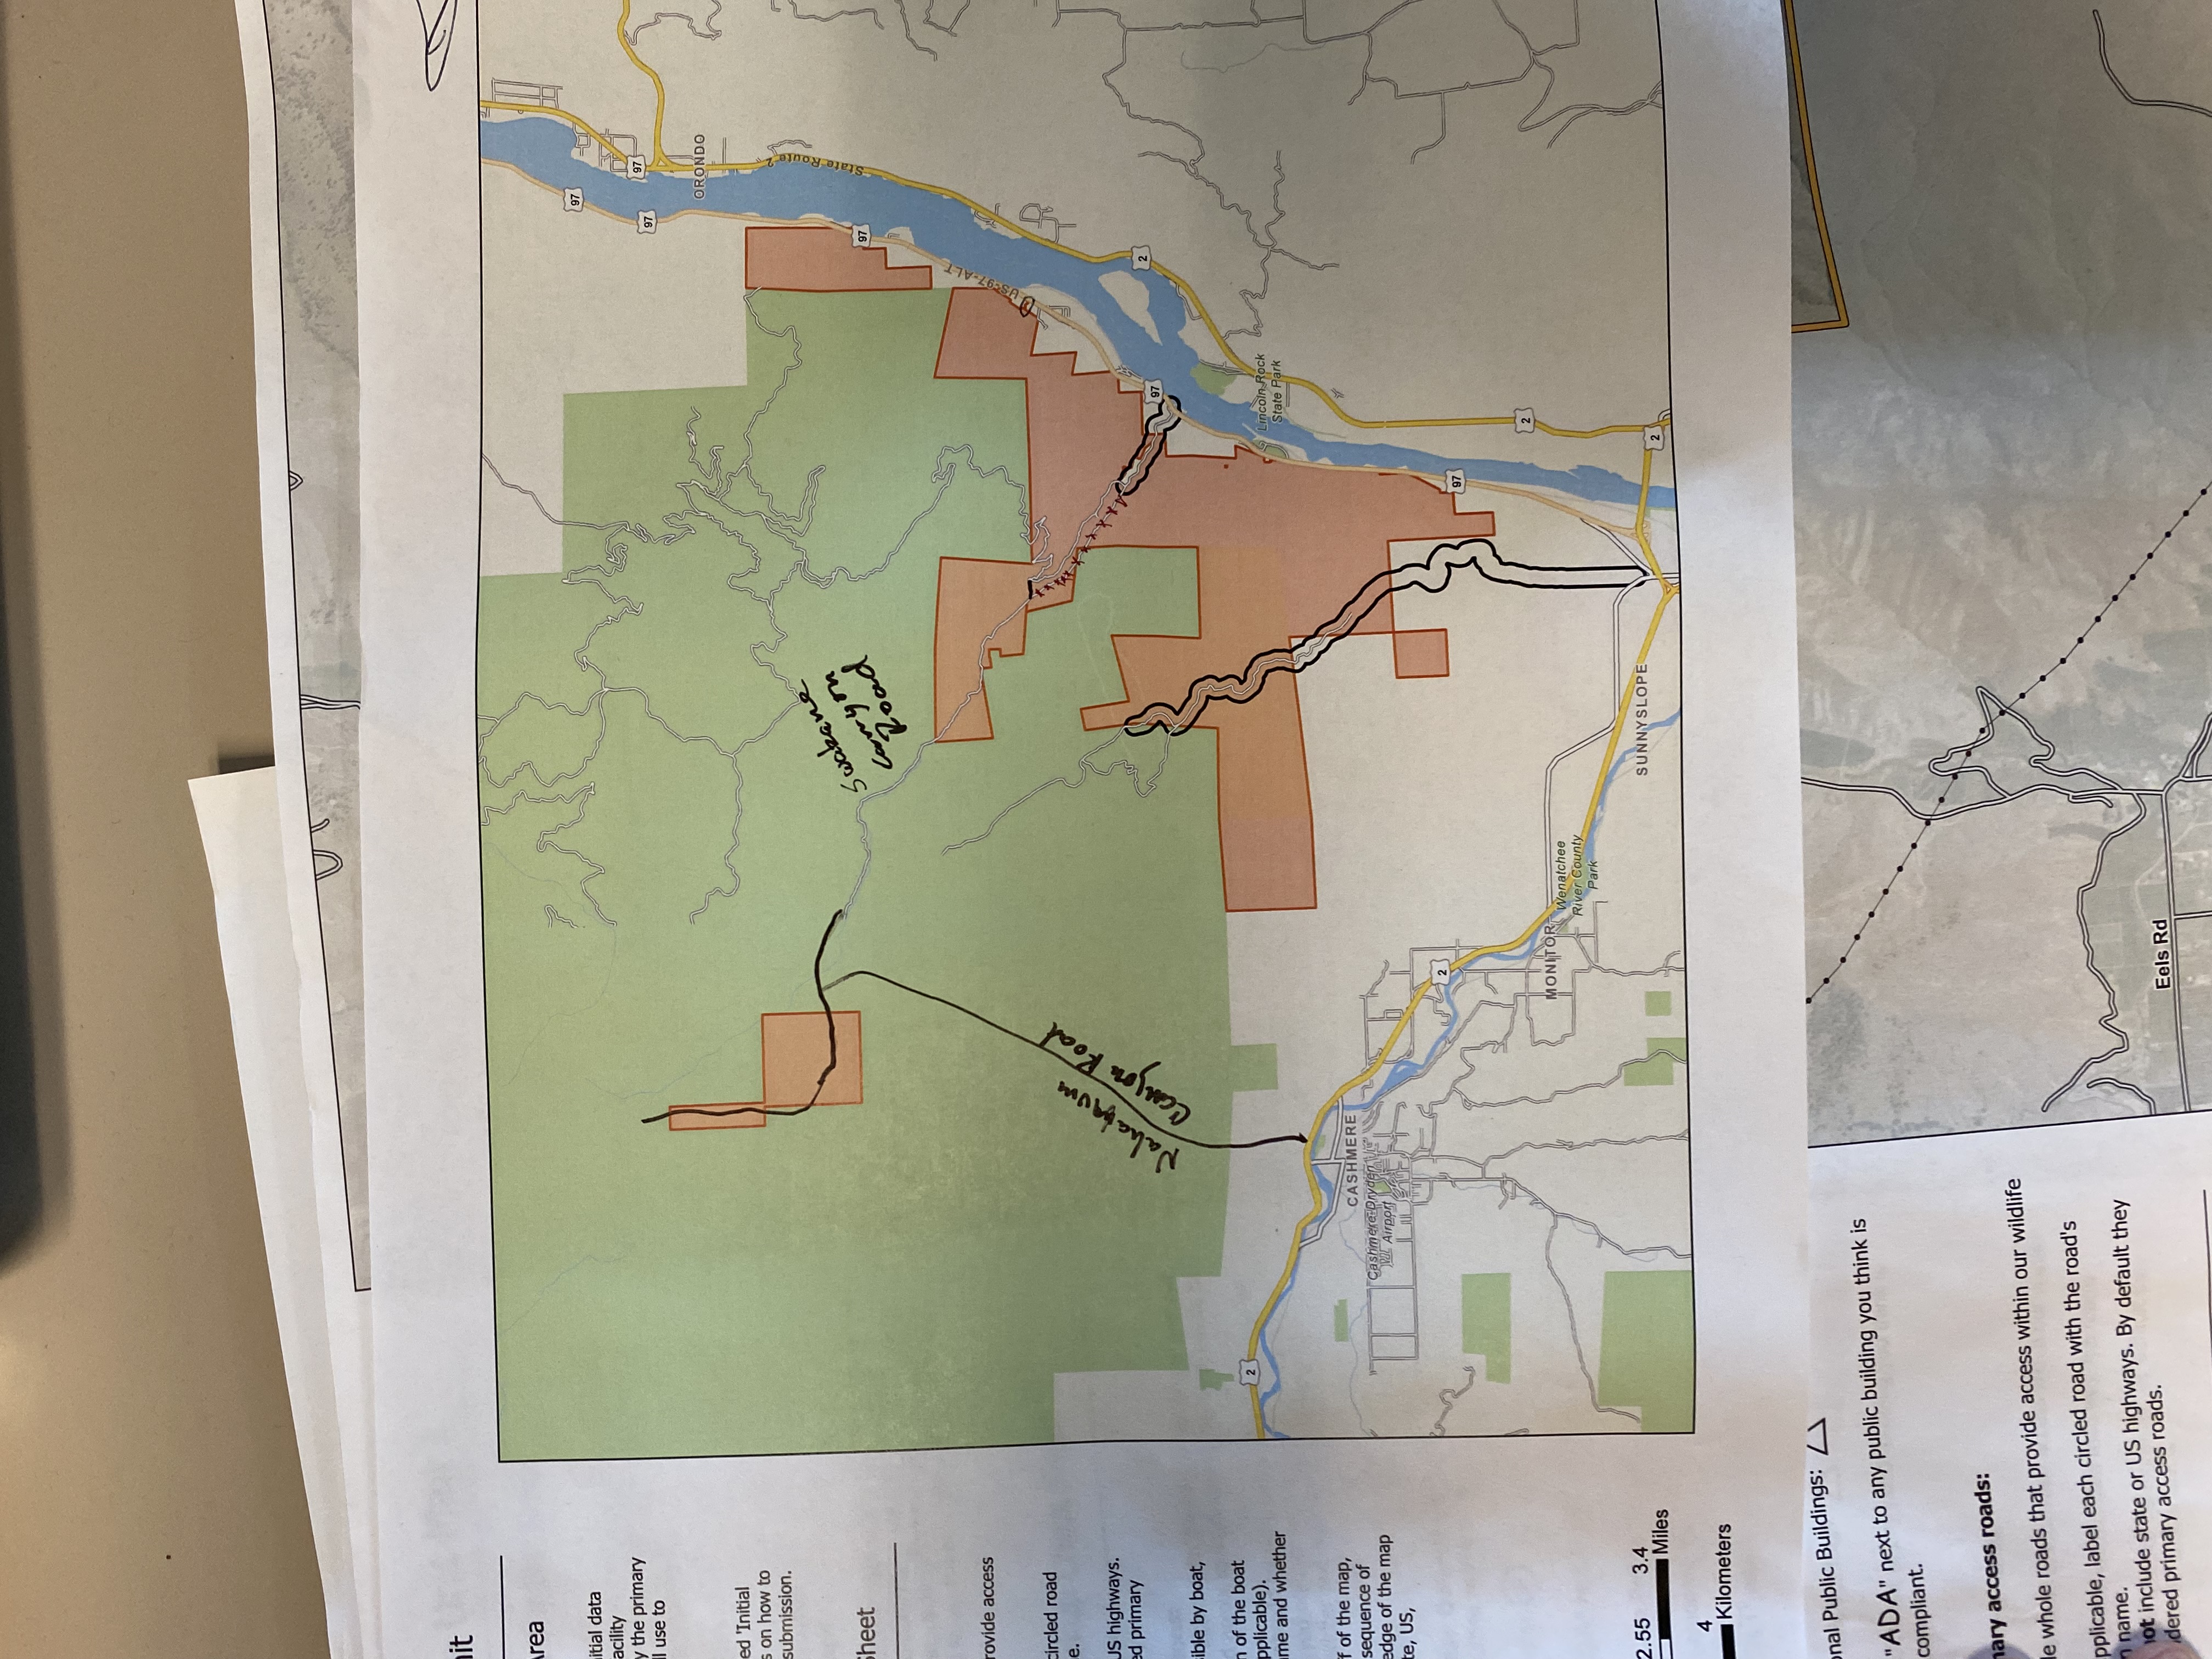 nit
Area
itial data
acility
y the primary
ll use to
ed 'Initial
s on how to
submission.
Sheet
rovide access
circled road
e.
US highways.
ed primary
ible by boat,
n of the boat
pplicable).
me and whether
f of the map,
sequence of
edge of the map
te, US,
2.55 3.4
Miles
4
Kilometers
97
97
97
ORONDO
State Route 2
97
US-97-ALT
Swakane
Canyon
Road
Nahahum
Canyon Road
97
2
2
Lincoln Rock
State Park
CASHMERE
Cashmere-Dryden
Airport
2
97
2
MONITOR
Wenatchee
River County
Park
SUNNYSLOPE
2
onal Public Buildings:
"ADA" next to any public building you think is
compliant.
mary access roads:
le whole roads that provide access within our wildlife
pplicable, label each circled road with the road's
n name.
not include state or US highways. By default they
idered primary access roads.
Eels Rd